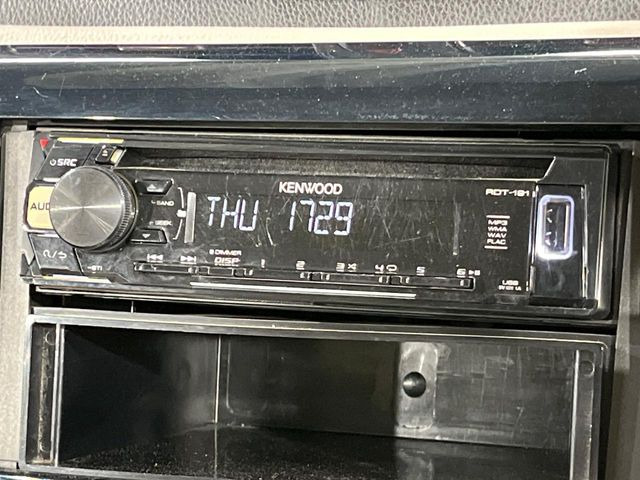 SRC
KENWOOD
RDT-191
AUD
BAND
THU 1729
MP3
WMA
WAV
FLAC
DIMMER
DISP 1 2 3 4 5 6
USB